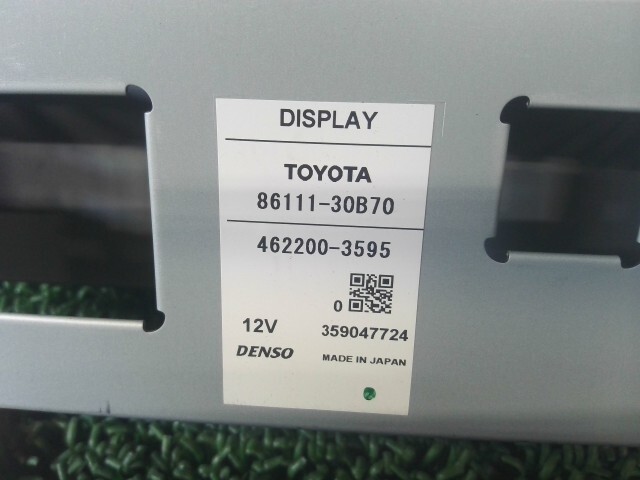 DISPLAY
TOYOTA
86111-30B70
462200-3595
0
12V 359047724
DENSO MADE IN JAPAN